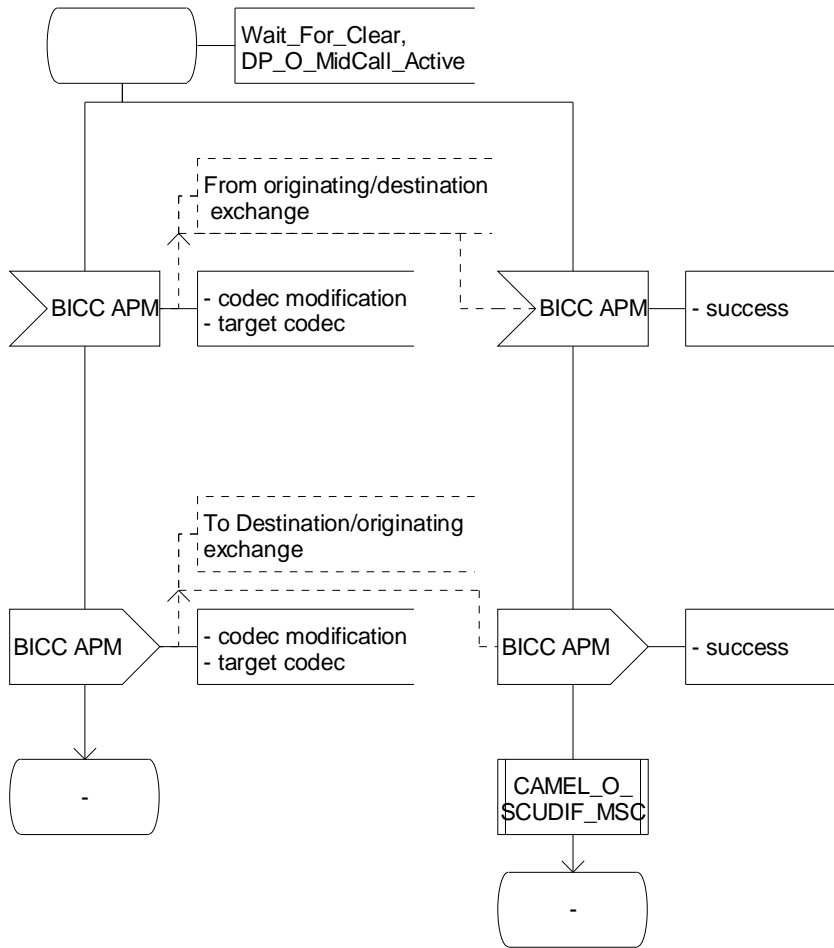 Wait_For_Clear,
DP_O_MidCall_Active
From originating/destination
exchange
BICC APM
- codec modification
- target codec
BICC APM
- success
To Destination/originating
exchange
BICC APM
- codec modification
- target codec
BICC APM
- success
-
CAMEL_O_
SCUDIF_MSC
-